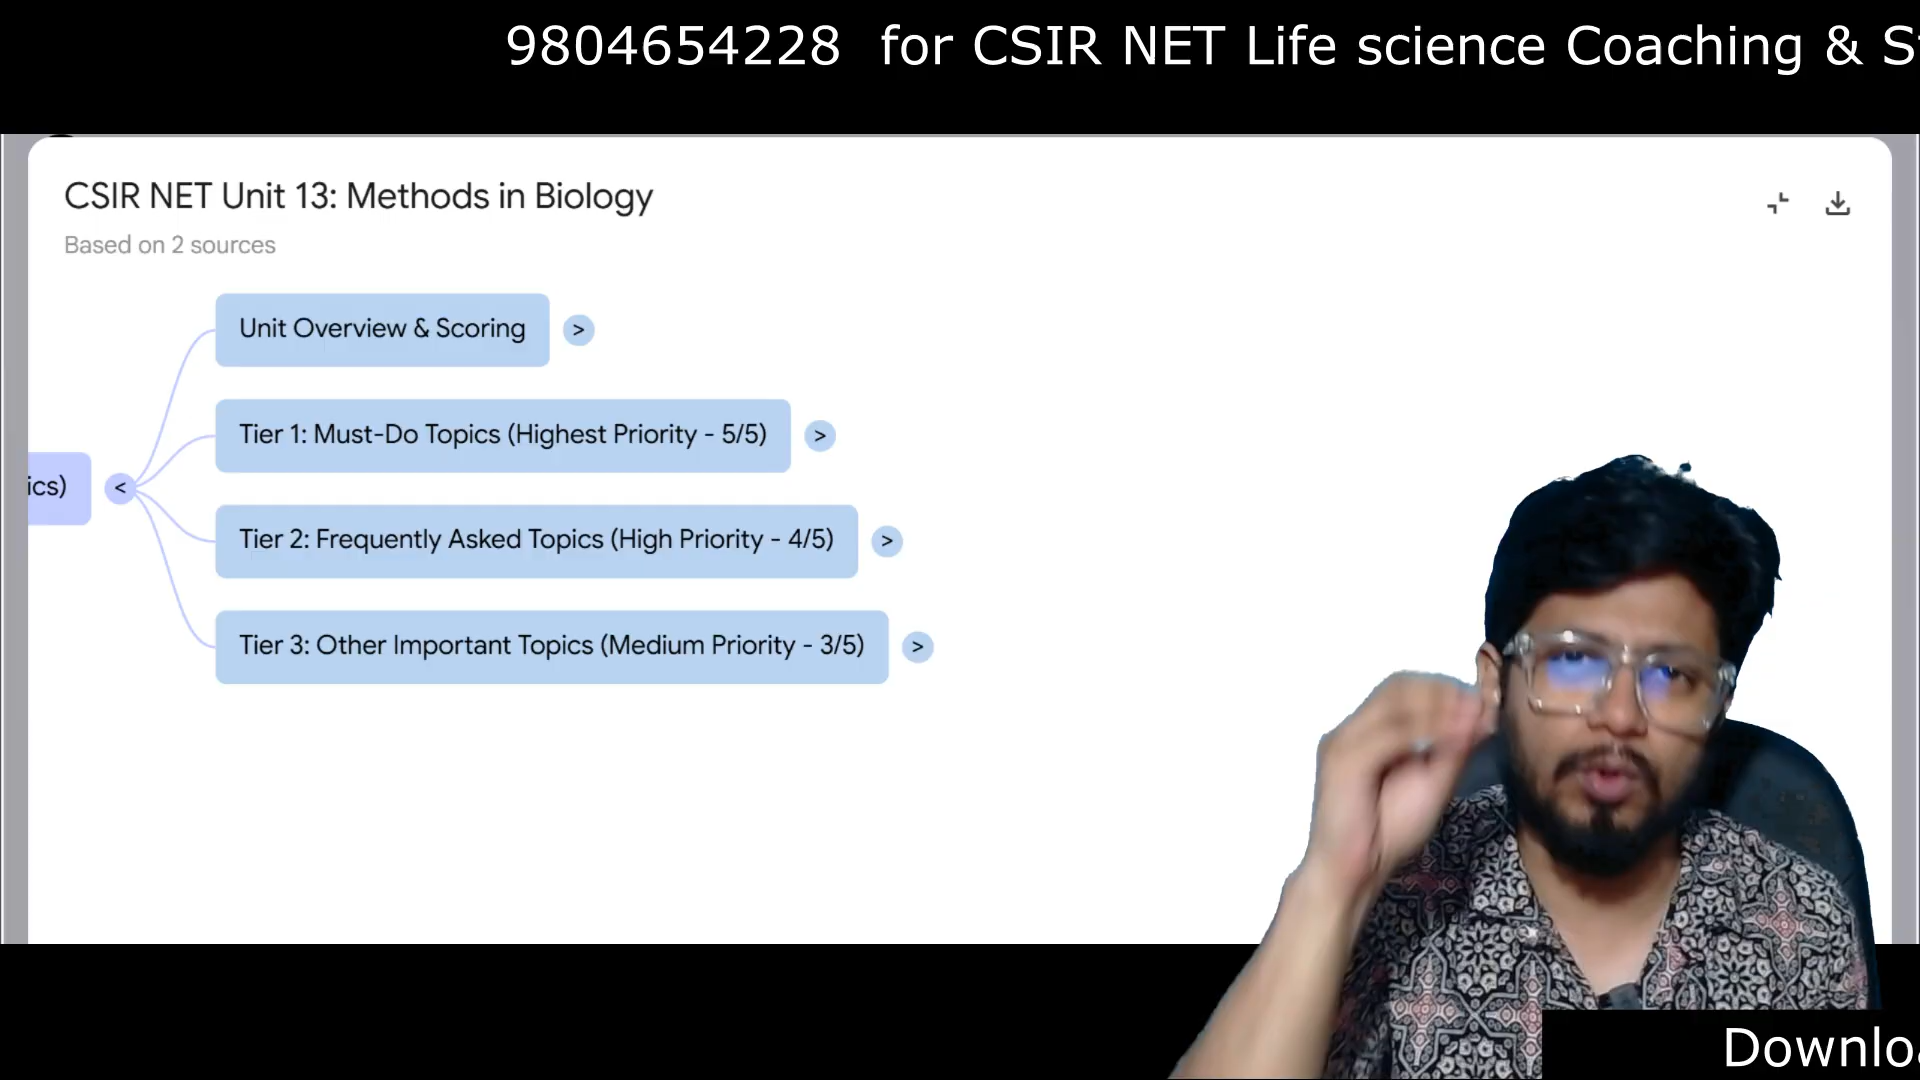 9804654228 for CSIR NET Life science Coaching & S
CSIR NET Unit 13: Methods in Biology
Based on 2 sources
Unit Overview & Scoring >
Tier 1: Must-Do Topics (Highest Priority - 5/5) >
ics) <
Tier 2: Frequently Asked Topics (High Priority - 4/5) >
Tier 3: Other Important Topics (Medium Priority - 3/5) >
Downlo